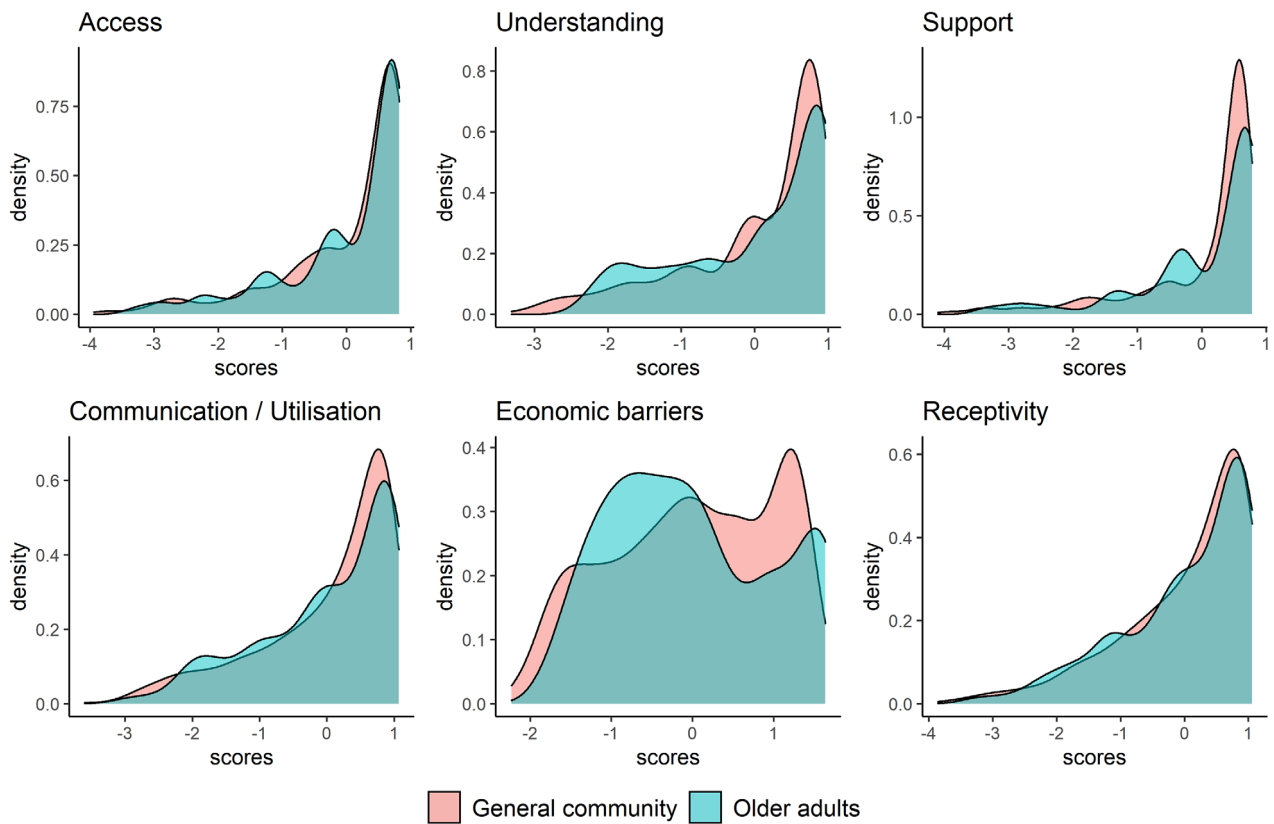 Access
density
0.75
0.50
0.25
0.00
-4 -3 -2 -1 0 1
scores
Understanding
density
0.8
0.6
0.4
0.2
0.0
-3 -2 -1 0 1
scores
Support
density
1.0
0.5
0.0
-4 -3 -2 -1 0 1
scores
Communication / Utilisation
density
0.6
0.4
0.2
0.0
-3 -2 -1 0 1
scores
Economic barriers
density
0.4
0.3
0.2
0.1
0.0
-2 -1 0 1
scores
Receptivity
density
0.6
0.4
0.2
0.0
-4 -3 -2 -1 0 1
scores
General community Older adults